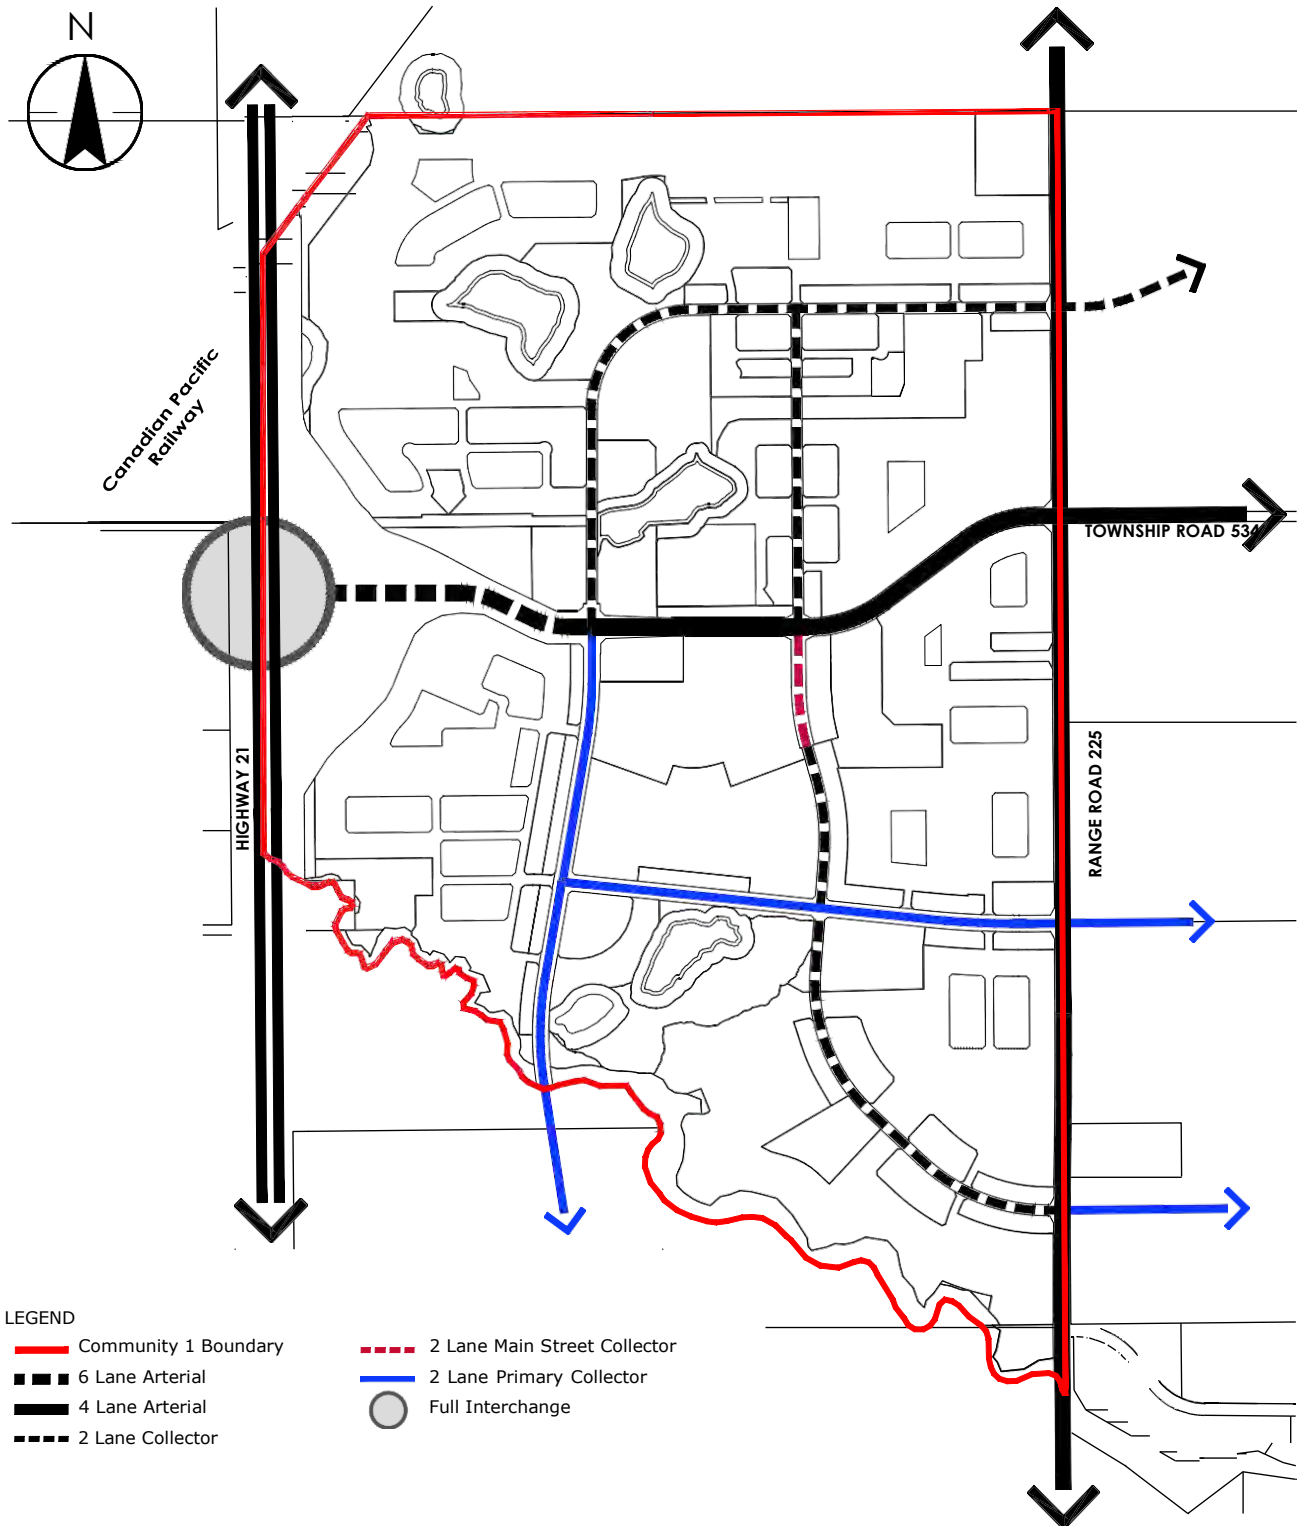 N
Canadian Pacific
Railway
TOWNSHIP ROAD 534
HIGHWAY 21
RANGE ROAD 225
LEGEND
Community 1 Boundary
6 Lane Arterial
4 Lane Arterial
2 Lane Collector
2 Lane Main Street Collector
2 Lane Primary Collector
Full Interchange